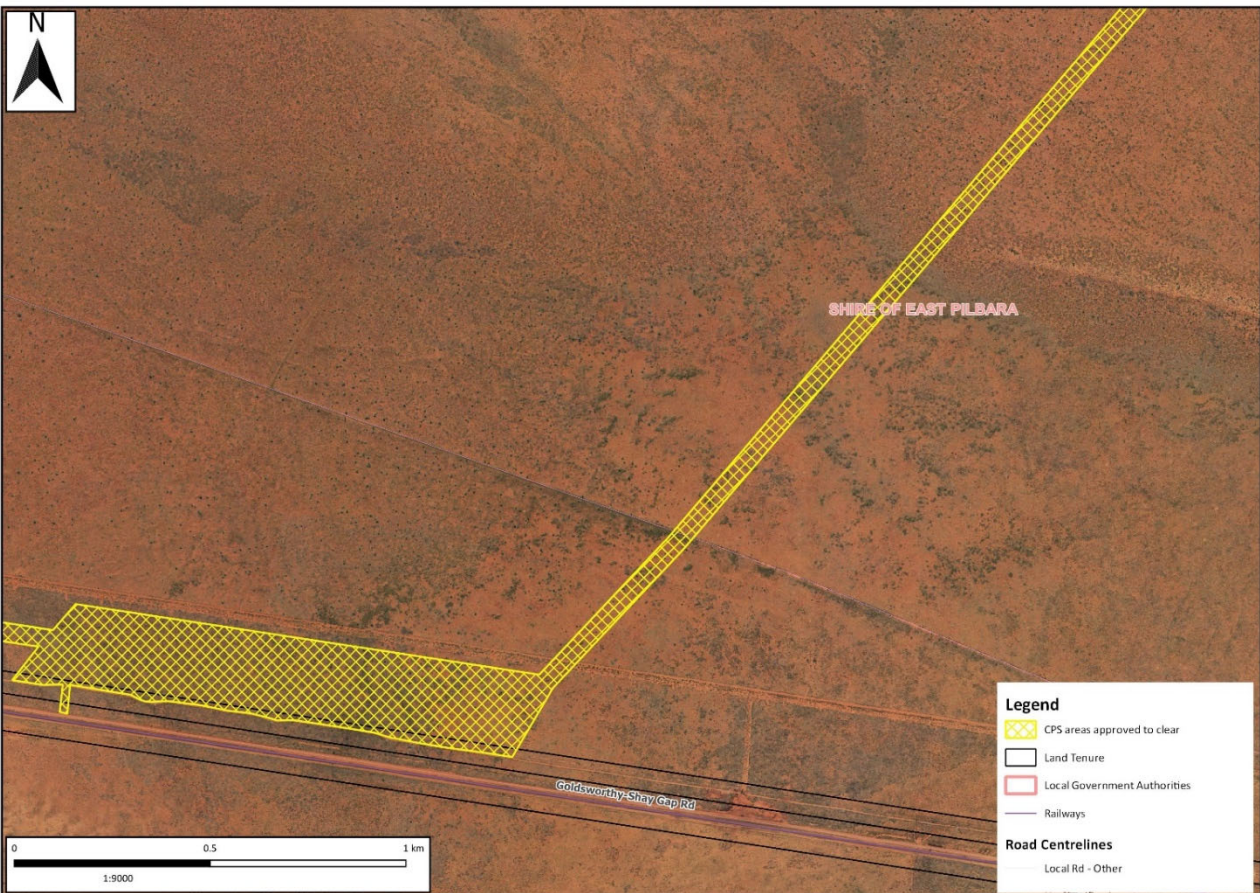 N
SHIRE OF EAST PILBARA
Goldsworthy-Shay Gap Rd
Legend
CPS areas approved to clear
Land Tenure
Local Government Authorities
Railways
Road Centrelines
Local Rd - Other
0 0.5 1 km
1:9000